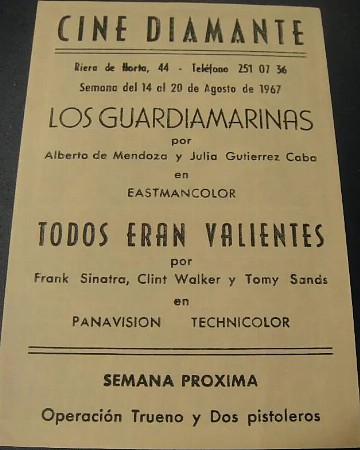 CINE DIAMANTE
Riera de Horta, 44 - Teléfono 251 07 36
Semana del 14 al 20 de Agosto de 1967
LOS GUARDIAMARINAS
por
Alberto de Mendoza y Julia Gutierrez Caba
en
EASTMANCOLOR
TODOS ERAN VALIENTES
por
Frank Sinatra, Clint Walker y Tomy Sands
en
PANAVISION TECHNICOLOR
SEMANA PROXIMA
Operación Trueno y Dos pistoleros